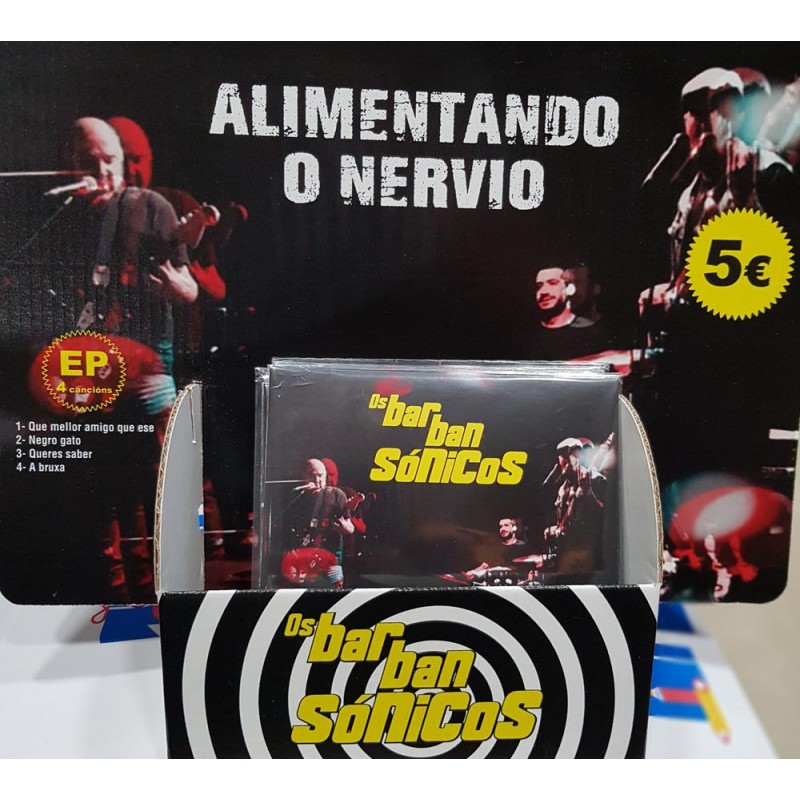 ALIMENTANDO
O NERVIO
5€
EP
4 cancións
1- Que mellor amigo que ese
2- Negro gato
3- Queres saber
4- A bruxa
Os bar
ban
SÓNICOS
Os bar
ban
SÓNICOS